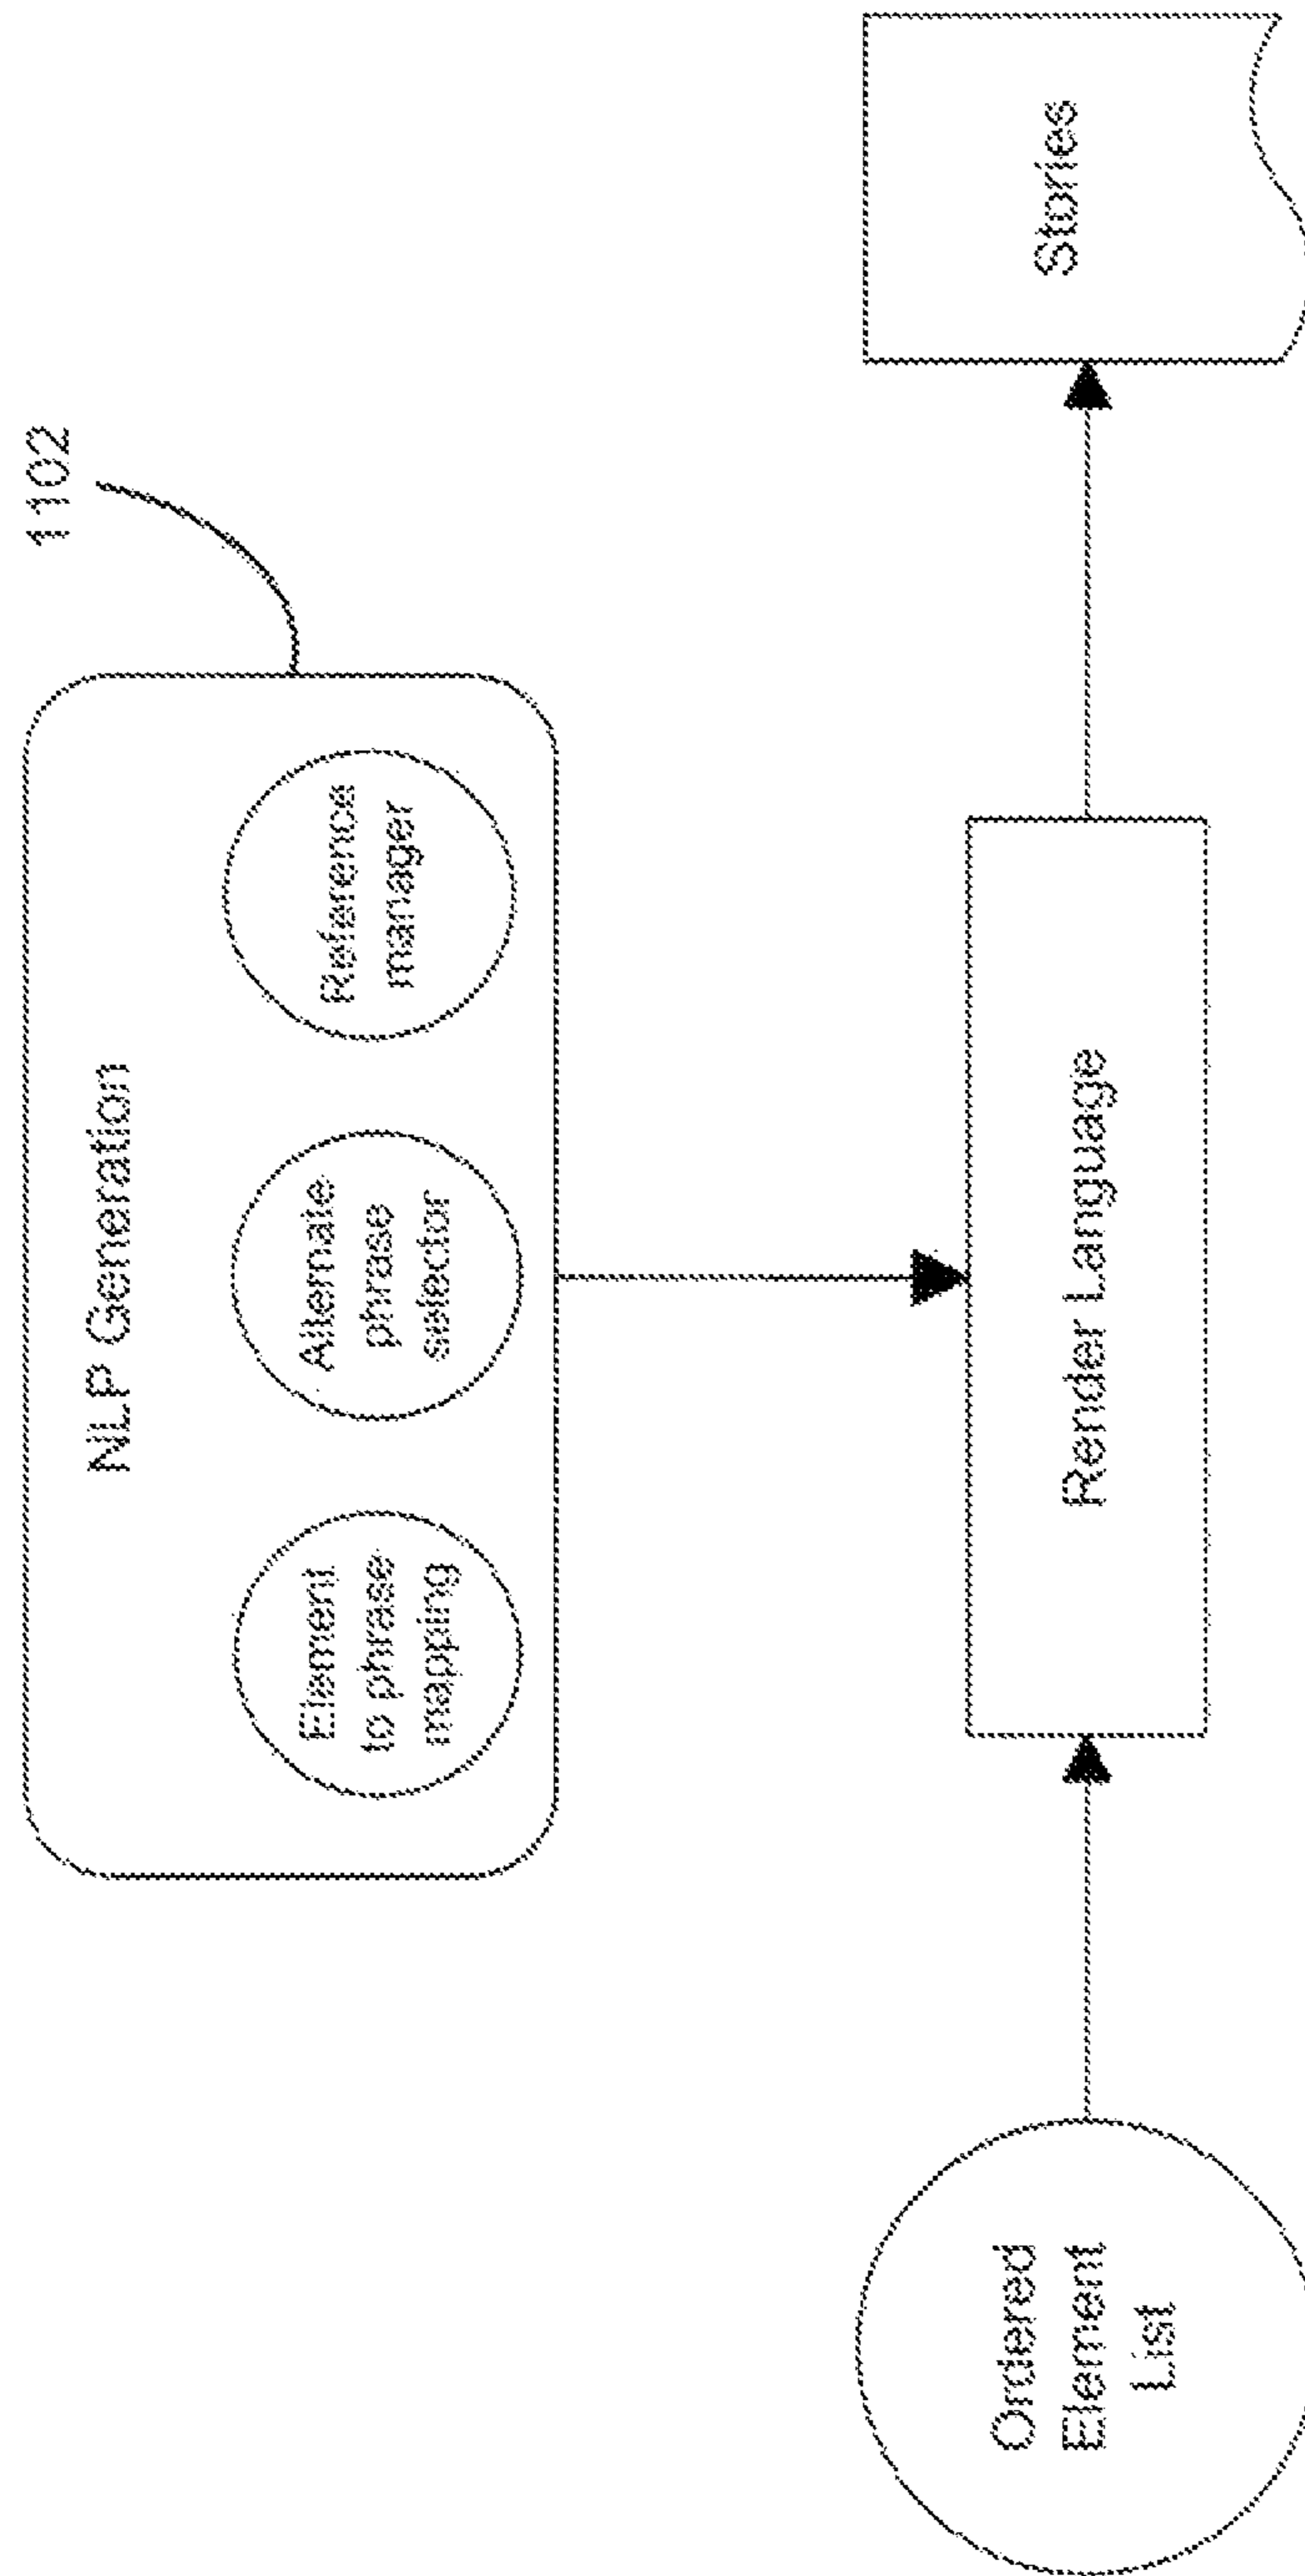 1102
NLP Generation
Element
to phrase
mapping
Alternate
phrase
selector
Reference
manager
Ordered
Element
List
Render Language
Stories